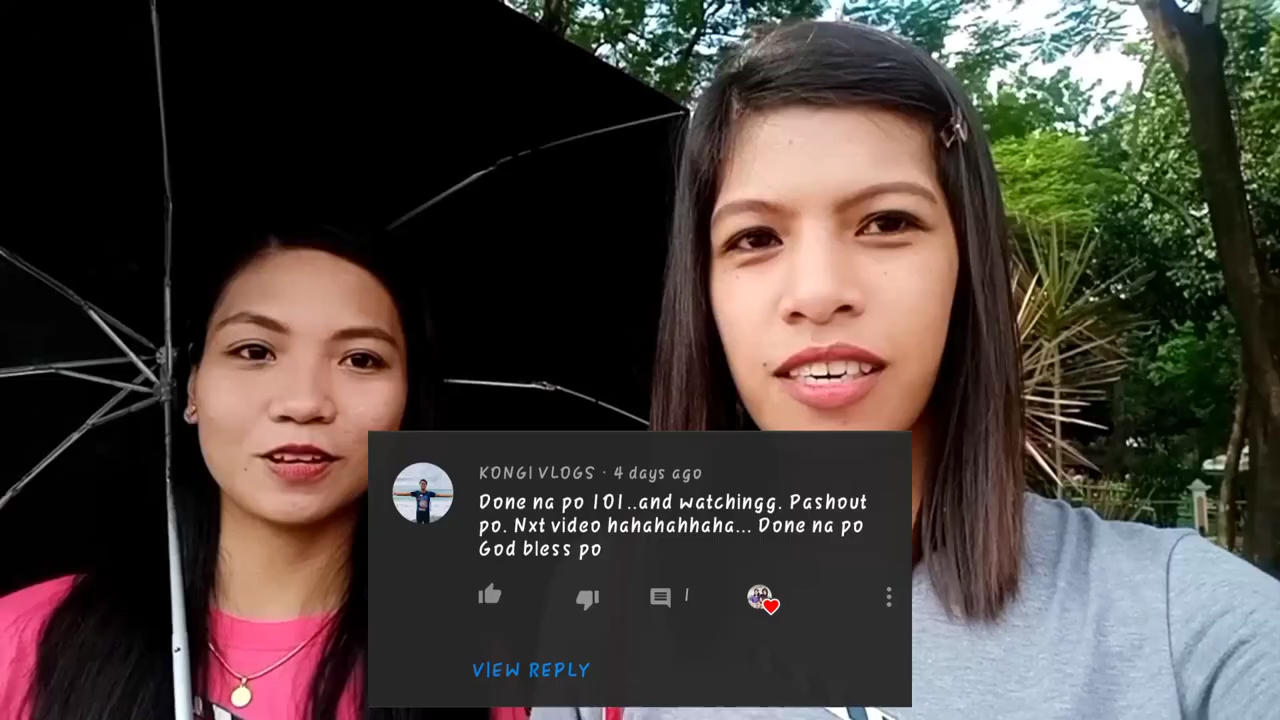 KONGI VLOGS · 4 days ago
Done na po 101..and watchingg. Pashout
po. Nxt video hahahahhaha... Done na po
God bless po
1
VIEW REPLY